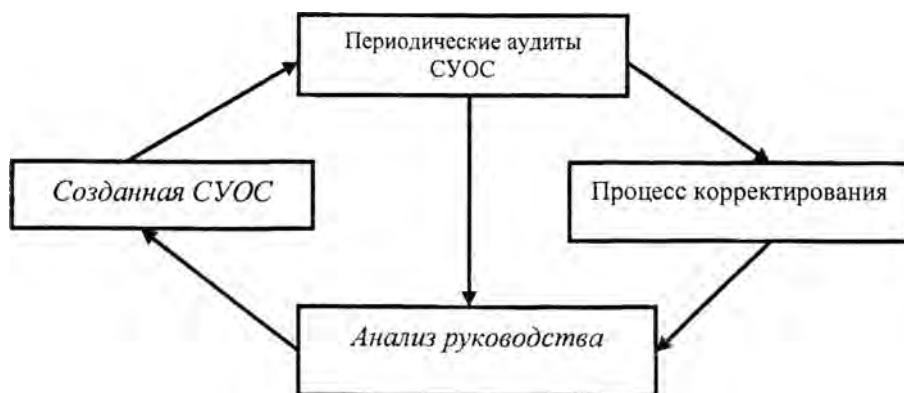 Периодические аудиты
СУОС
Созданная СУОС
Процесс корректирования
Анализ руководства